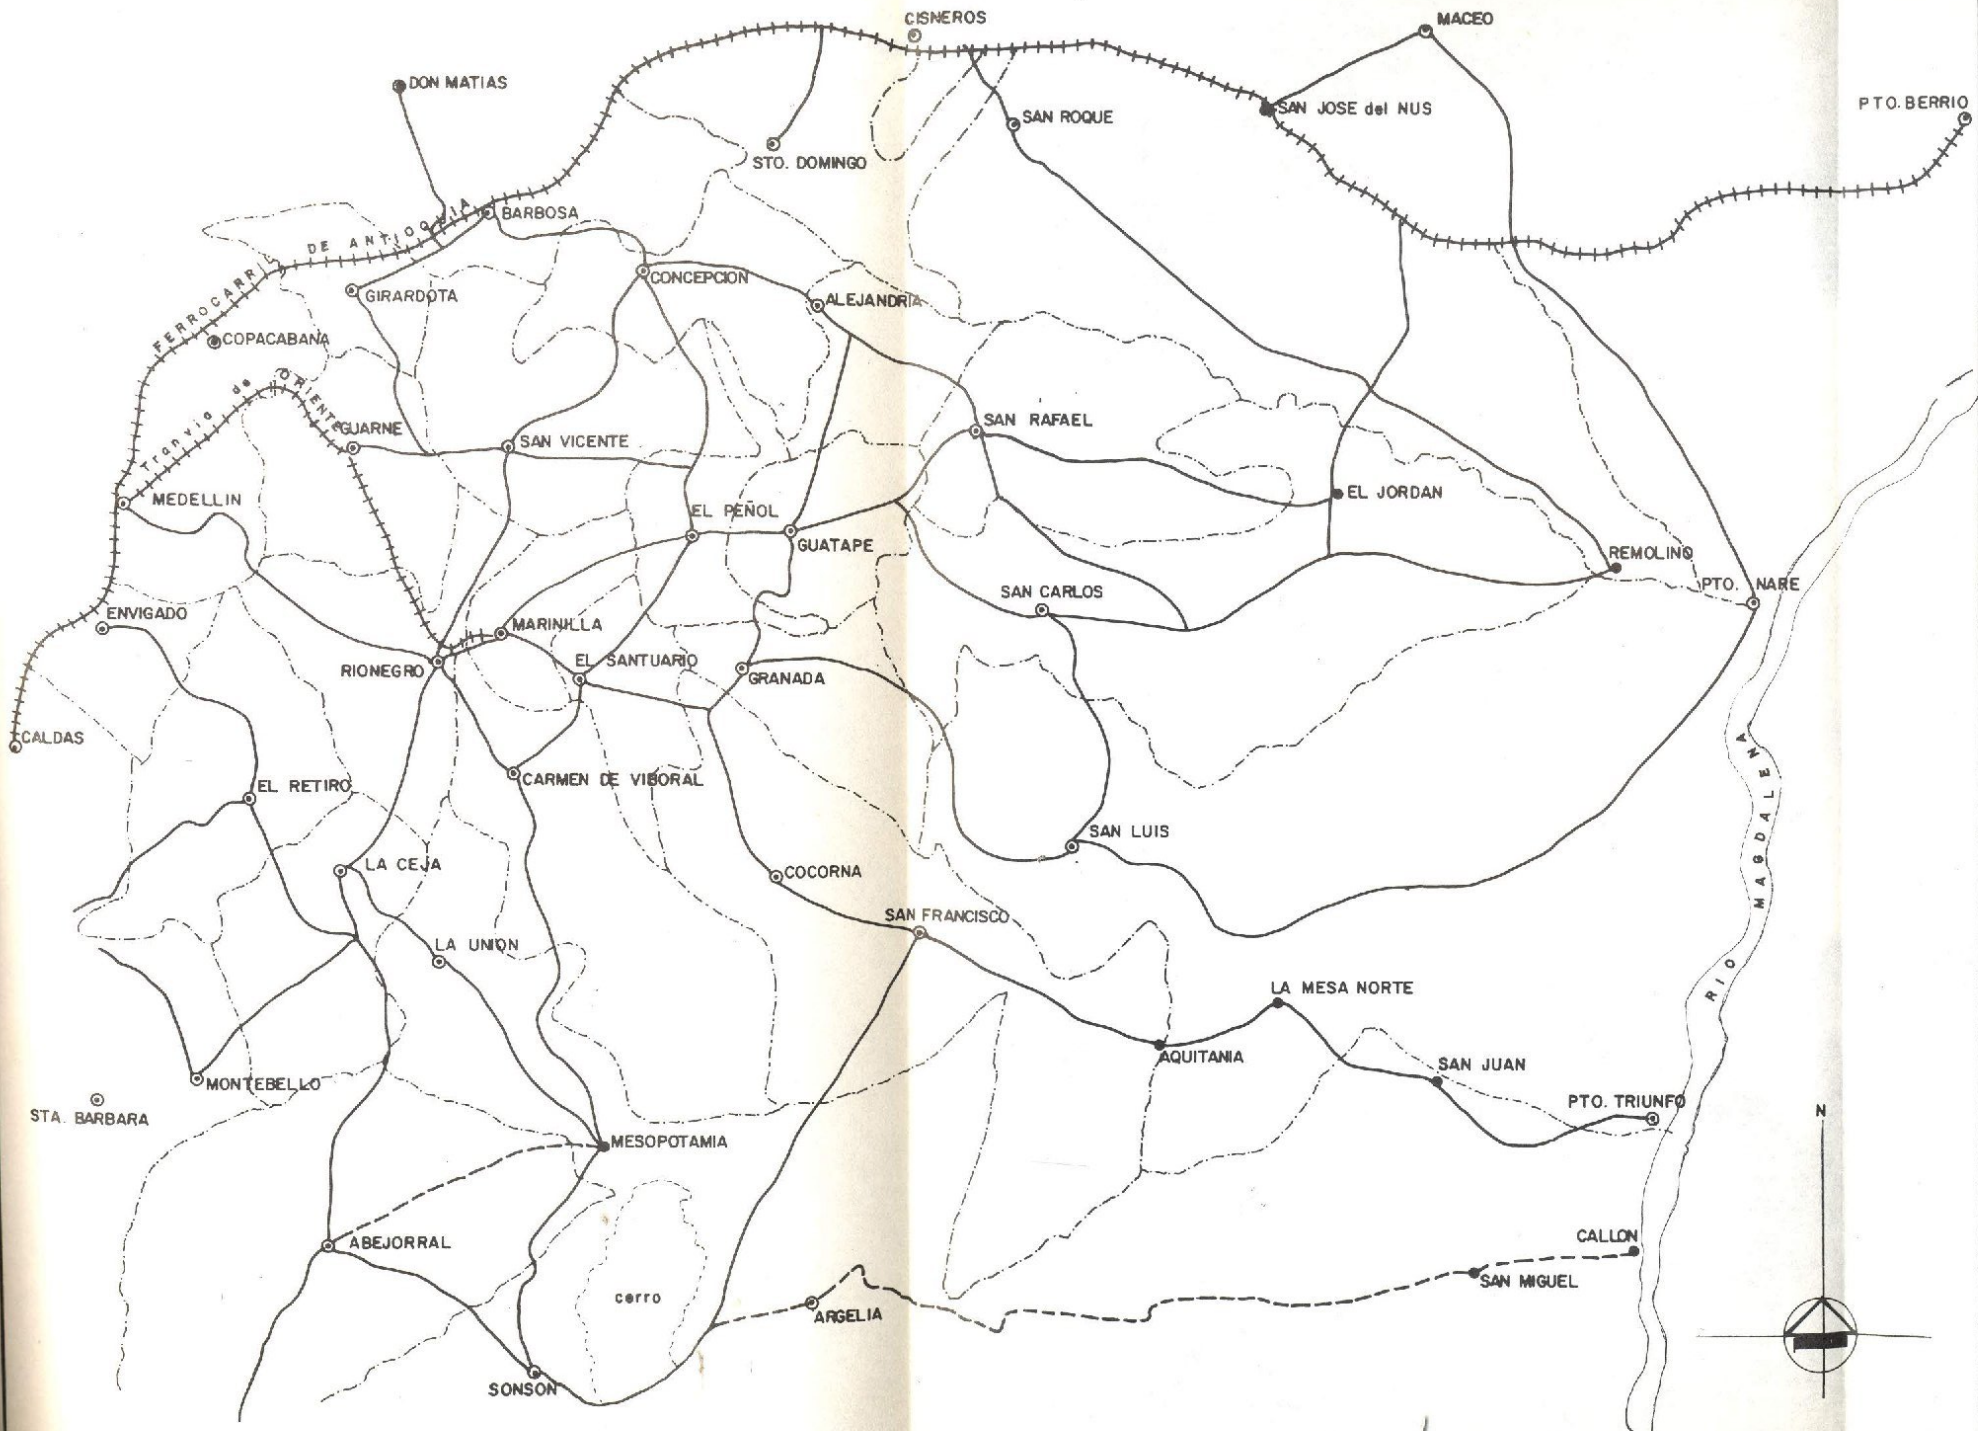 CISNEROS
MACEO
DON MATIAS
PTO. BERRIO
SAN JOSE del NUS
SAN ROQUE
STO. DOMINGO
BARBOSA
FERROCARRIL DE ANTIOQUIA
CONCEPCION
GIRARDOTA
ALEJANDRIA
COPACABANA
Tranvia de ORIENTE
GUARNE
SAN VICENTE
SAN RAFAEL
MEDELLIN
EL JORDAN
EL PEÑOL
GUATAPE
REMOLINO
PTO. NARE
SAN CARLOS
ENVIGADO
MARINILLA
EL SANTUARIO
RIONEGRO
GRANADA
CALDAS
CARMEN DE VIBORAL
EL RETIRO
SAN LUIS
LA CEJA
COCORNA
RIO MAGDALENA
SAN FRANCISCO
LA UNION
LA MESA NORTE
AQUITANIA
SAN JUAN
MONTEBELLO
PTO. TRIUNFO
STA. BARBARA
N
MESOPOTAMIA
CALLON
ABEJORRAL
SAN MIGUEL
cerro
ARGELIA
SONSON